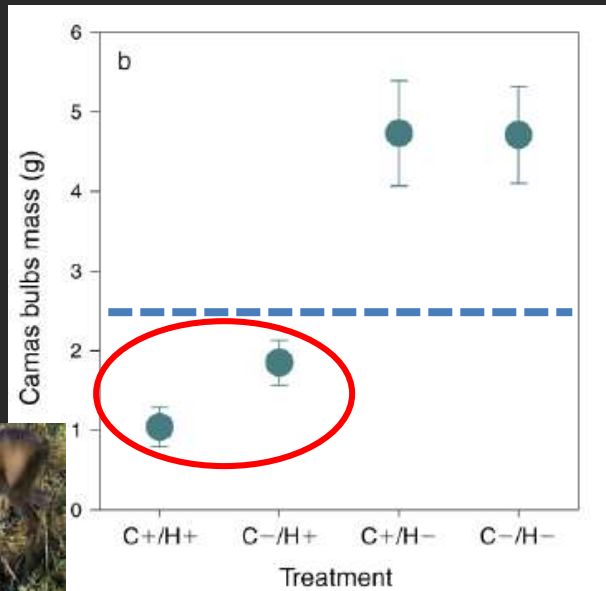 b
Camas bulbs mass (g)
6
5
4
3
2
1
0
C+/H+ C−/H+ C+/H− C−/H−
Treatment